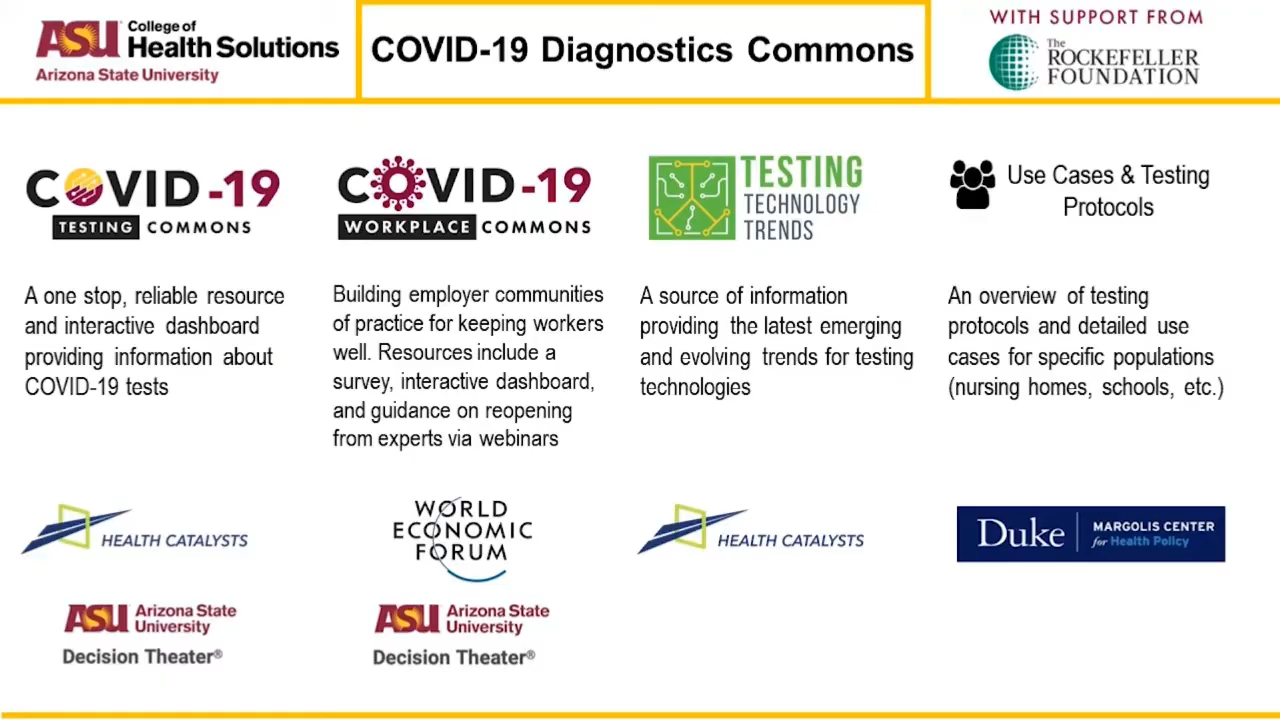 ASU College of
Health Solutions
Arizona State University
COVID-19 Diagnostics Commons
WITH SUPPORT FROM
The
ROCKEFELLER
FOUNDATION
COVID-19
TESTING COMMONS
A one stop, reliable resource
and interactive dashboard
providing information about
COVID-19 tests
HEALTH CATALYSTS
ASU Arizona State
University
Decision Theater®
COVID-19
WORKPLACE COMMONS
Building employer communities
of practice for keeping workers
well. Resources include a
survey, interactive dashboard,
and guidance on reopening
from experts via webinars
WORLD
ECONOMIC
FORUM
ASU Arizona State
University
Decision Theater®
TESTING
TECHNOLOGY
TRENDS
A source of information
providing the latest emerging
and evolving trends for testing
technologies
HEALTH CATALYSTS
Use Cases & Testing
Protocols
An overview of testing
protocols and detailed use
cases for specific populations
(nursing homes, schools, etc.)
Duke MARGOLIS CENTER
for Health Policy